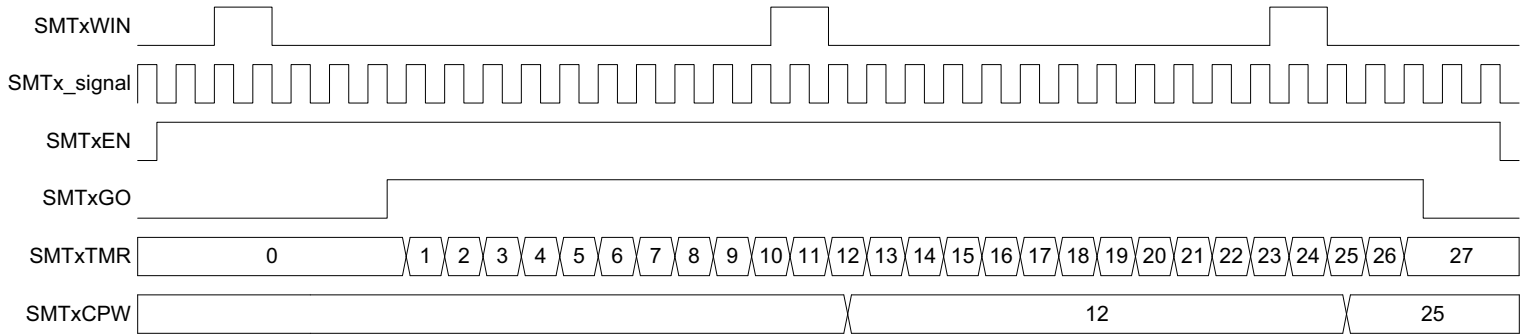 SMTxWIN
SMTx_signal
SMTxEN
SMTxGO
SMTxTMR 0 1 2 3 4 5 6 7 8 9 10 11 12 13 14 15 16 17 18 19 20 21 22 23 24 25 26 27
SMTxCPW 12 25